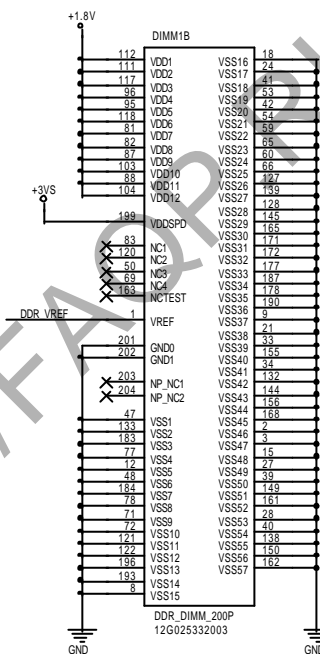 +1.8V
DIMM1B
112 VDD1
111 VDD2
117 VDD3
96 VDD4
95 VDD5
118 VDD6
81 VDD7
82 VDD8
87 VDD9
103 VDD10
88 VDD11
104 VDD12
+3VS
199 VDDSPD
83 NC1
120 NC2
50 NC3
69 NC4
163 NCTEST
DDR_VREF 1 VREF
201 GND0
202 GND1
203 NP_NC1
204 NP_NC2
47 VSS1
133 VSS2
183 VSS3
77 VSS4
12 VSS5
48 VSS6
184 VSS7
78 VSS8
71 VSS9
72 VSS10
121 VSS11
122 VSS12
196 VSS13
193 VSS14
8 VSS15
VSS16 18
VSS17 24
VSS18 41
VSS19 53
VSS20 42
VSS21 54
VSS22 59
VSS23 65
VSS24 60
VSS25 66
VSS26 127
VSS27 139
VSS28 128
VSS29 145
VSS30 165
VSS31 171
VSS32 172
VSS33 177
VSS34 187
VSS35 178
VSS36 190
VSS37 9
VSS38 21
VSS39 33
VSS40 155
VSS41 34
VSS42 132
VSS43 144
VSS44 156
VSS45 168
VSS46 2
VSS47 3
VSS48 15
VSS49 27
VSS50 39
VSS51 149
VSS52 161
VSS53 28
VSS54 40
VSS55 138
VSS56 150
VSS57 162
DDR_DIMM_200P
12G025332003
GND
GND